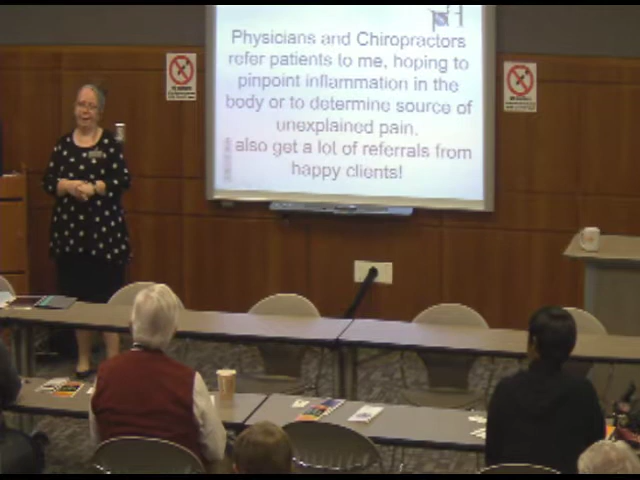 Physicians and Chiropractors
refer patients to me, hoping to
pinpoint inflammation in the
body or to determine source of
unexplained pain.
also get a lot of referrals from
happy clients!